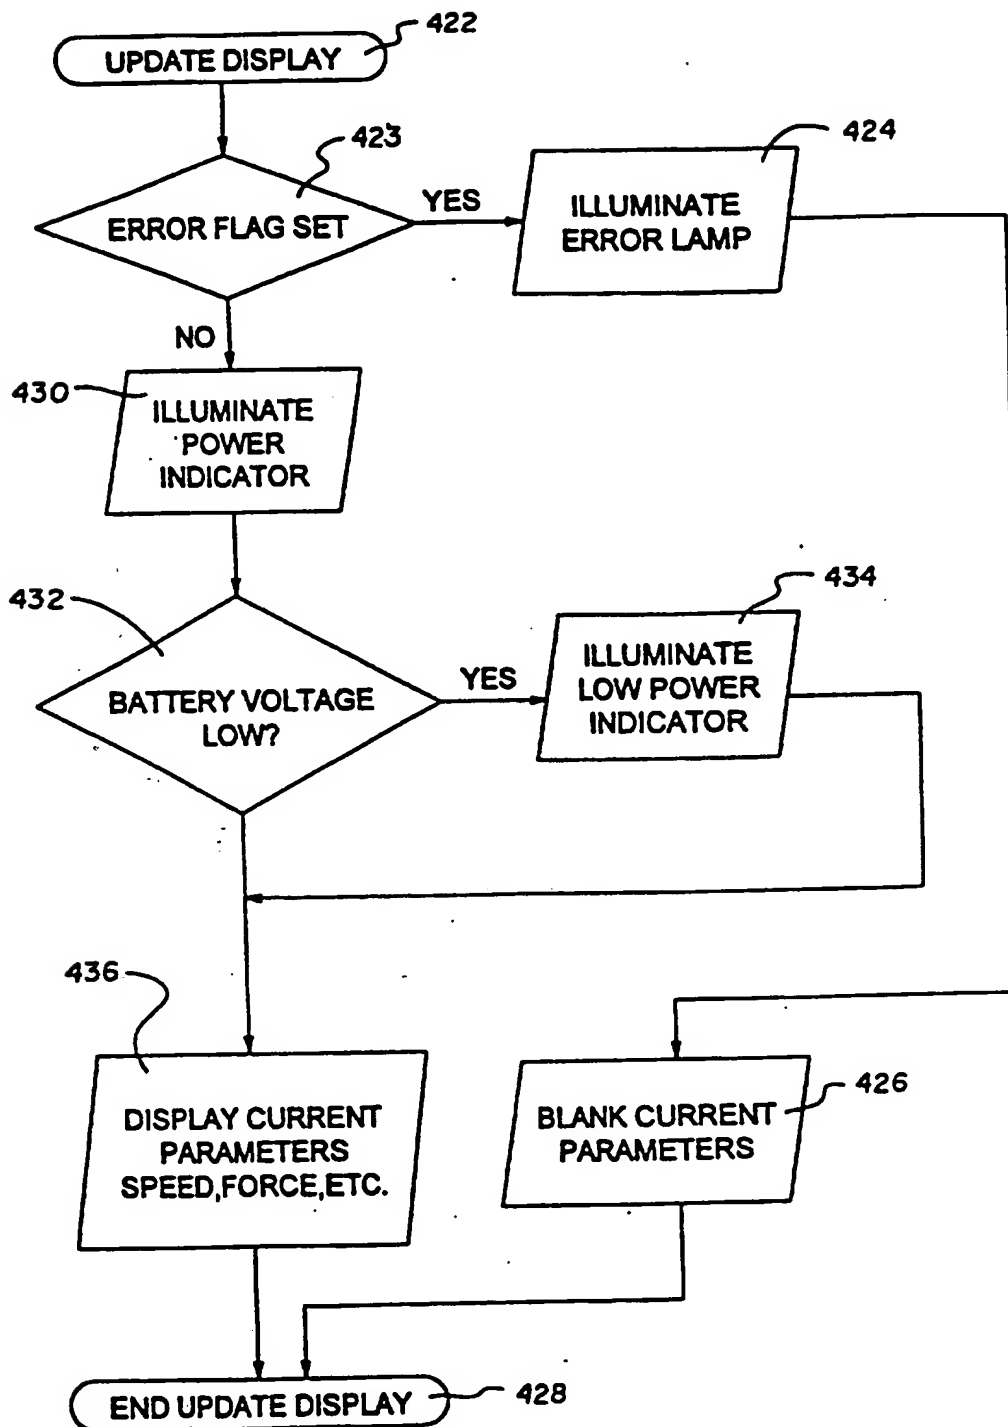 422
UPDATE DISPLAY
423
ERROR FLAG SET
YES
424
ILLUMINATE
ERROR LAMP
NO
430
ILLUMINATE
POWER
INDICATOR
432
BATTERY VOLTAGE
LOW?
YES
434
ILLUMINATE
LOW POWER
INDICATOR
436
DISPLAY CURRENT
PARAMETERS
SPEED,FORCE,ETC.
426
BLANK CURRENT
PARAMETERS
END UPDATE DISPLAY
428